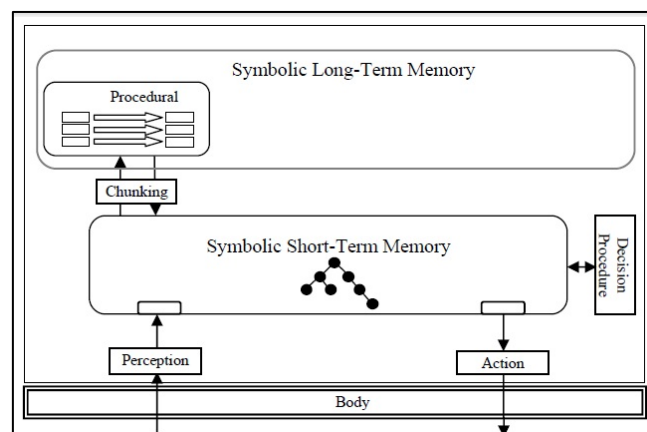 Symbolic Long-Term Memory
Procedural
Chunking
Symbolic Short-Term Memory
Decision
Procedure
Perception
Action
Body